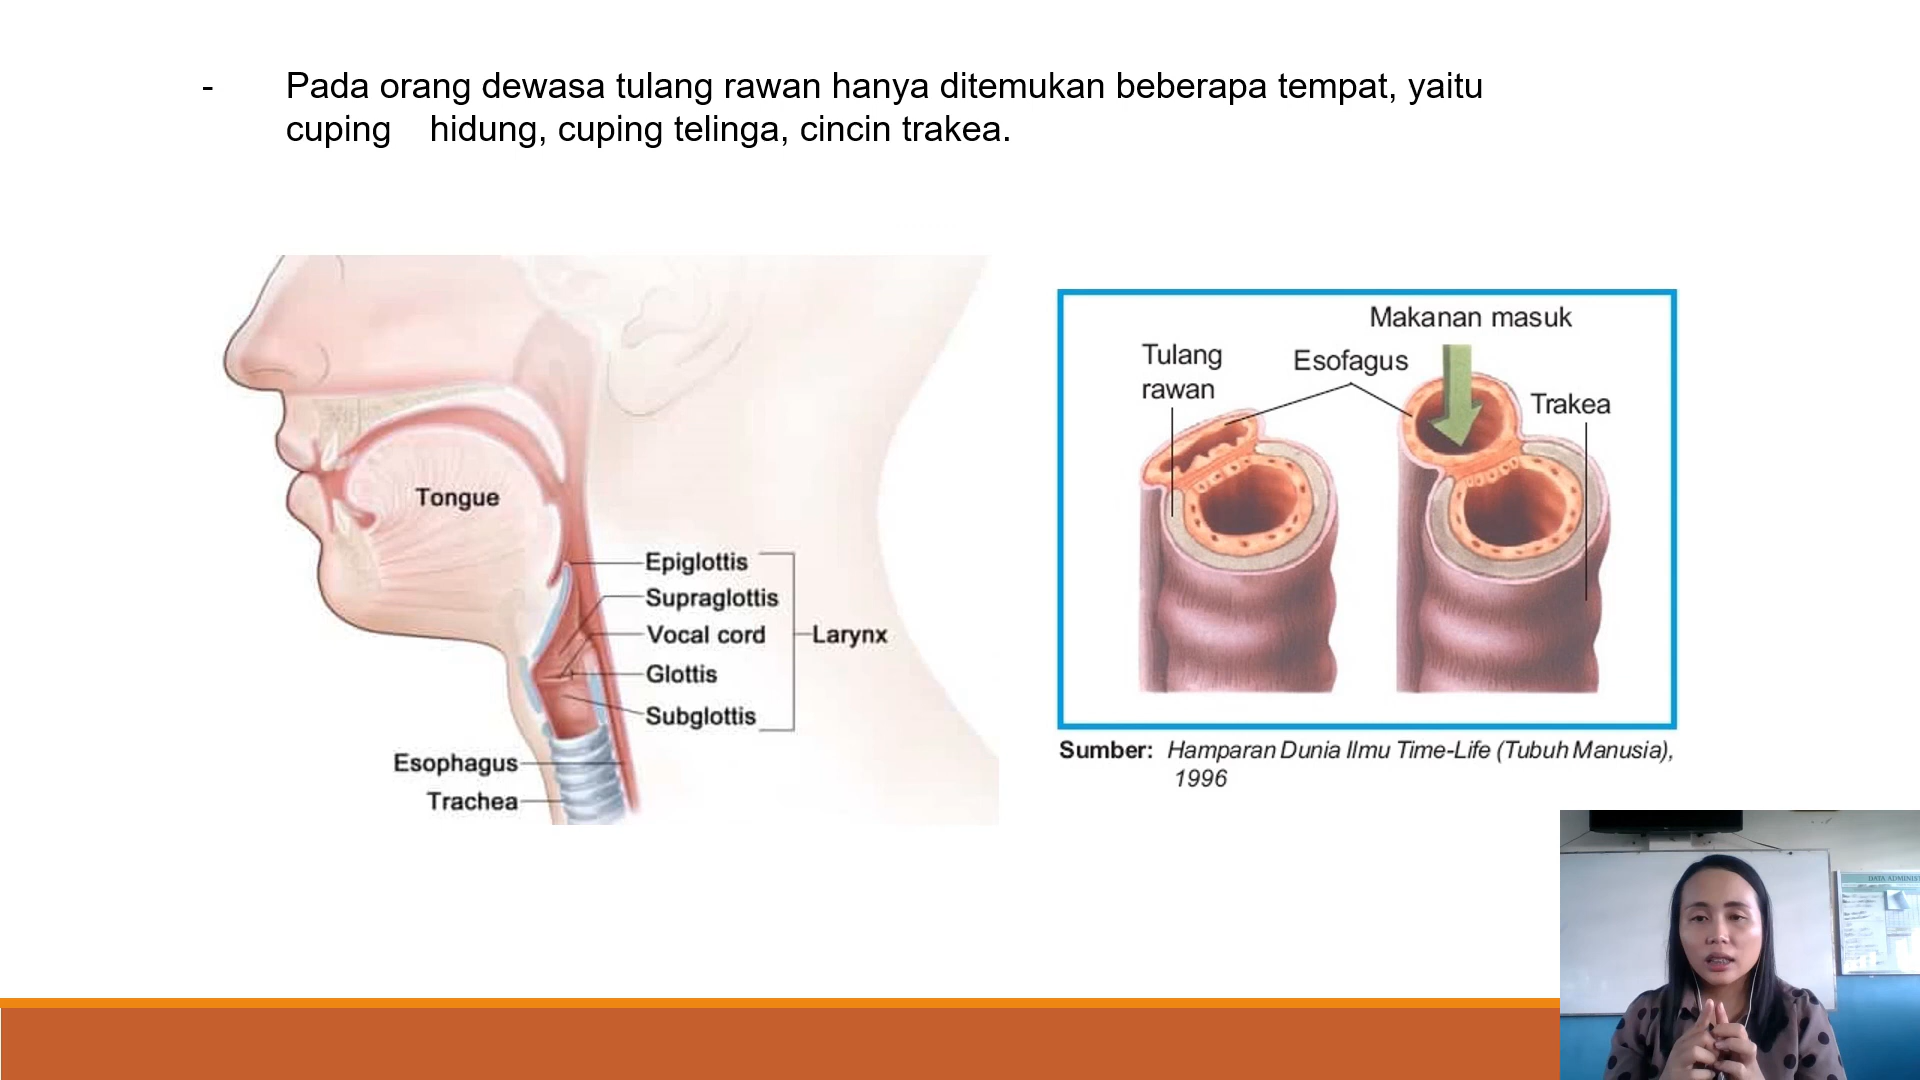 - Pada orang dewasa tulang rawan hanya ditemukan beberapa tempat, yaitu
cuping hidung, cuping telinga, cincin trakea.
Tongue
Epiglottis
Supraglottis
Vocal cord
Larynx
Glottis
Subglottis
Esophagus
Trachea
Makanan masuk
Tulang
rawan
Esofagus
Trakea
Sumber: Hamparan Dunia Ilmu Time-Life (Tubuh Manusia),
1996